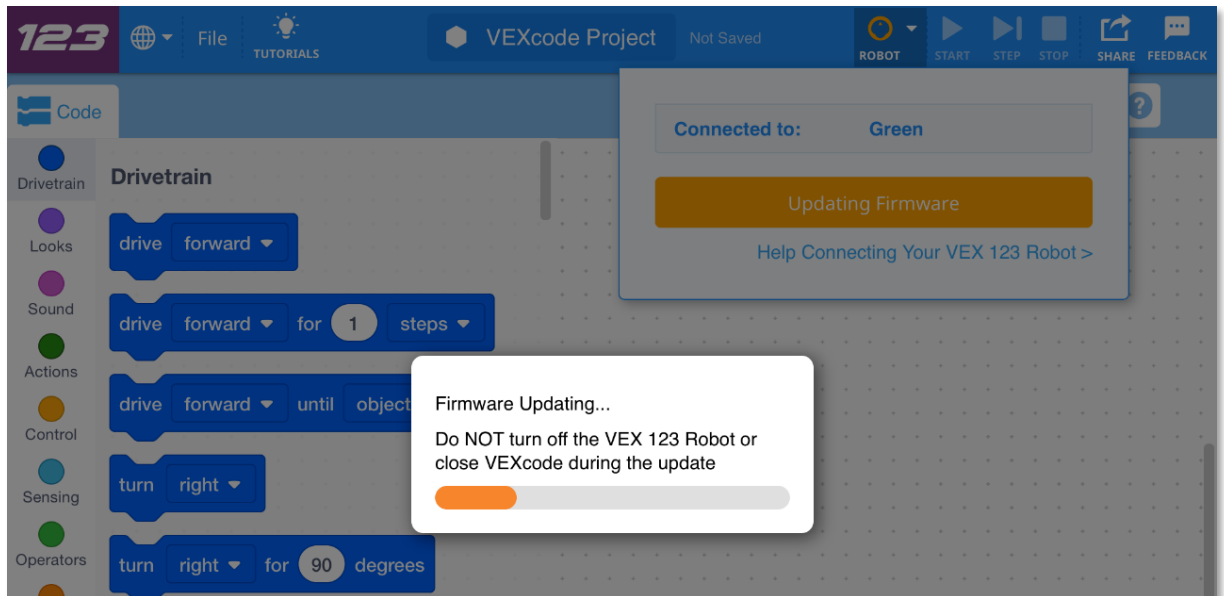 123
File
TUTORIALS
VEXcode Project
Not Saved
ROBOT
START
STEP
STOP
SHARE
FEEDBACK
Code
?
Connected to: Green
Updating Firmware
Help Connecting Your VEX 123 Robot >
Drivetrain
Looks
Sound
Actions
Control
Sensing
Operators
Drivetrain
drive forward
drive forward for 1 steps
drive forward until object
turn right
turn right for 90 degrees
Firmware Updating...
Do NOT turn off the VEX 123 Robot or
close VEXcode during the update